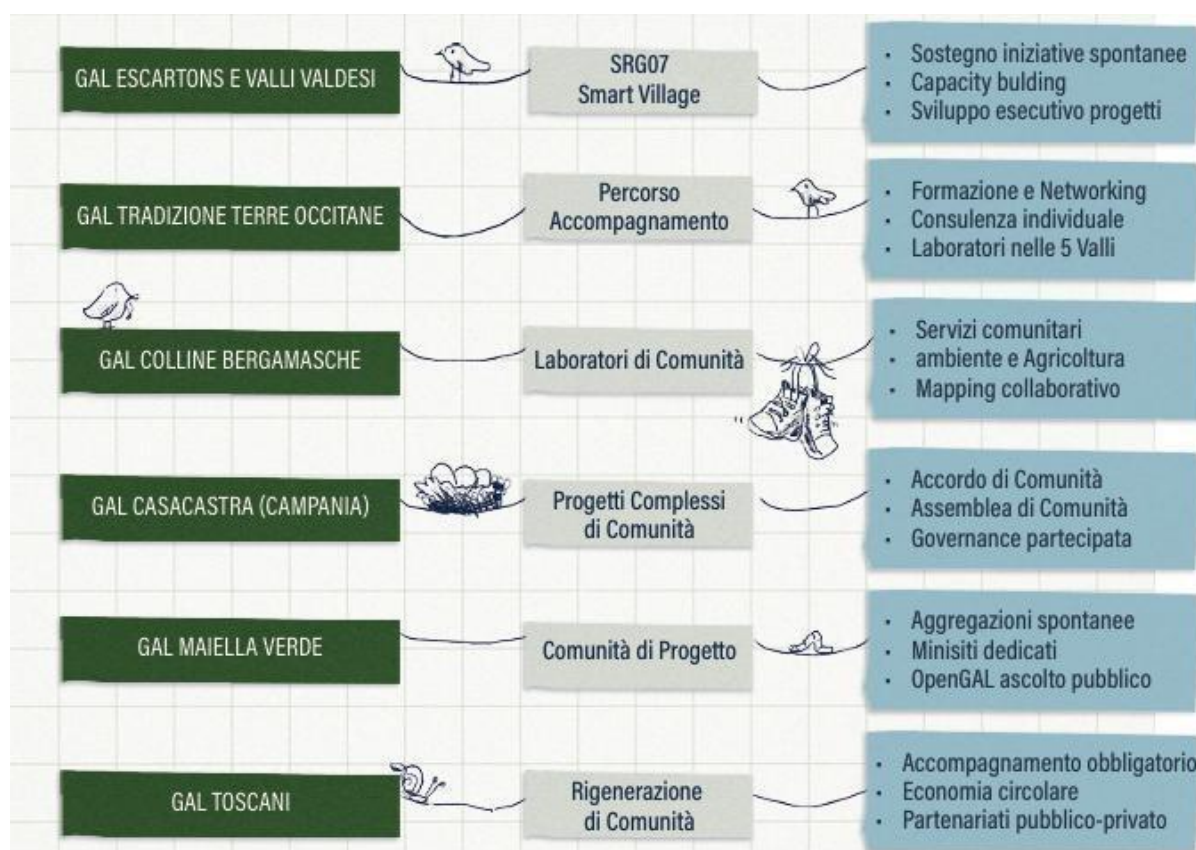 GAL ESCARTONS E VALLI VALDESI
SRG07
Smart Village
• Sostegno iniziative spontanee
• Capacity bulding
• Sviluppo esecutivo progetti
GAL TRADIZIONE TERRE OCCITANE
Percorso
Accompagnamento
• Formazione e Networking
• Consulenza individuale
• Laboratori nelle 5 Valli
GAL COLLINE BERGAMASCHE
Laboratori di Comunità
• Servizi comunitari
• ambiente e Agricoltura
• Mapping collaborativo
GAL CASACASTRA (CAMPANIA)
Progetti Complessi
di Comunità
• Accordo di Comunità
• Assemblea di Comunità
• Governance partecipata
GAL MAIELLA VERDE
Comunità di Progetto
• Aggregazioni spontanee
• Minisiti dedicati
• OpenGAL ascolto pubblico
GAL TOSCANI
Rigenerazione
di Comunità
• Accompagnamento obbligatorio
• Economia circolare
• Partenariati pubblico-privato